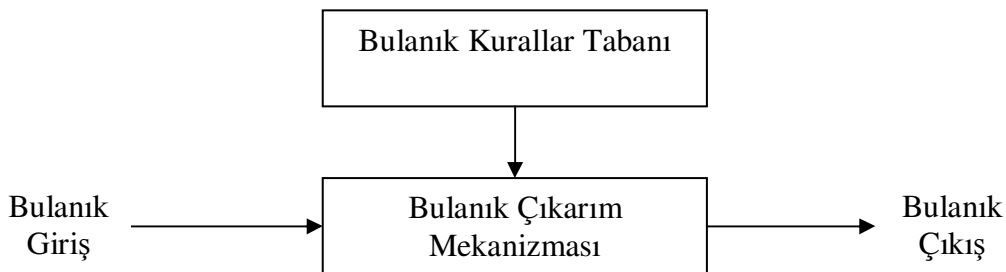 Bulanık Kurallar Tabanı
Bulanık
Giriş
Bulanık Çıkarım
Mekanizması
Bulanık
Çıkış